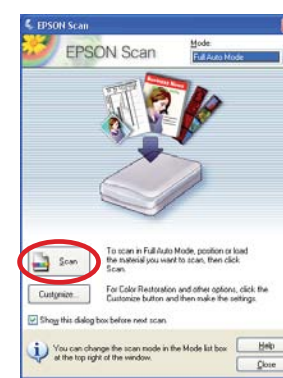 EPSON Scan
EPSON Scan
Mode:
Full Auto Mode
Business News
Scan
To scan in Full Auto Mode, position or load
the material you want to scan, then click
Scan.
Customize...
For Color Restoration and other options, click the
Customize button and then make the settings.
Show this dialog box before next scan.
You can change the scan mode in the Mode list box
at the top right of the window.
Help
Close